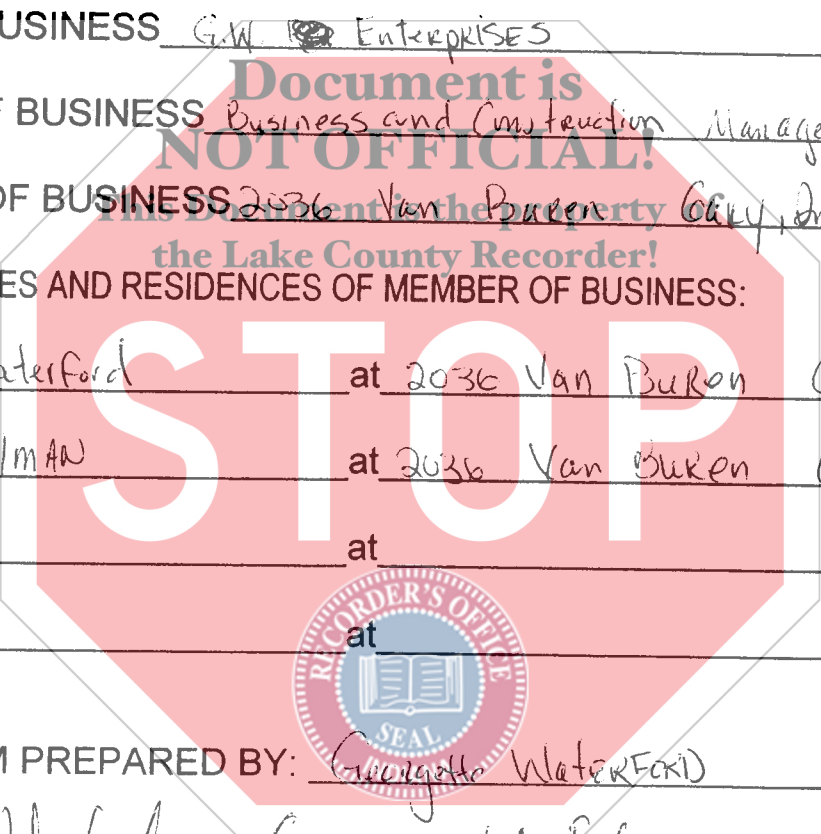 USINESS G.W Enterprises
Document is
F BUSINESS Business and Construction Manage
NOT OFFICIAL!
OF BUSINESS 2036 Van Buren Gary, In
This Document is the property of
the Lake County Recorder!
ES AND RESIDENCES OF MEMBER OF BUSINESS:
STOP
aterford at 2036 Van Buren
lman at 2036 Van Buren
at
at
RECORDER'S OFFICE
SEAL
M PREPARED BY: Georgette Waterford